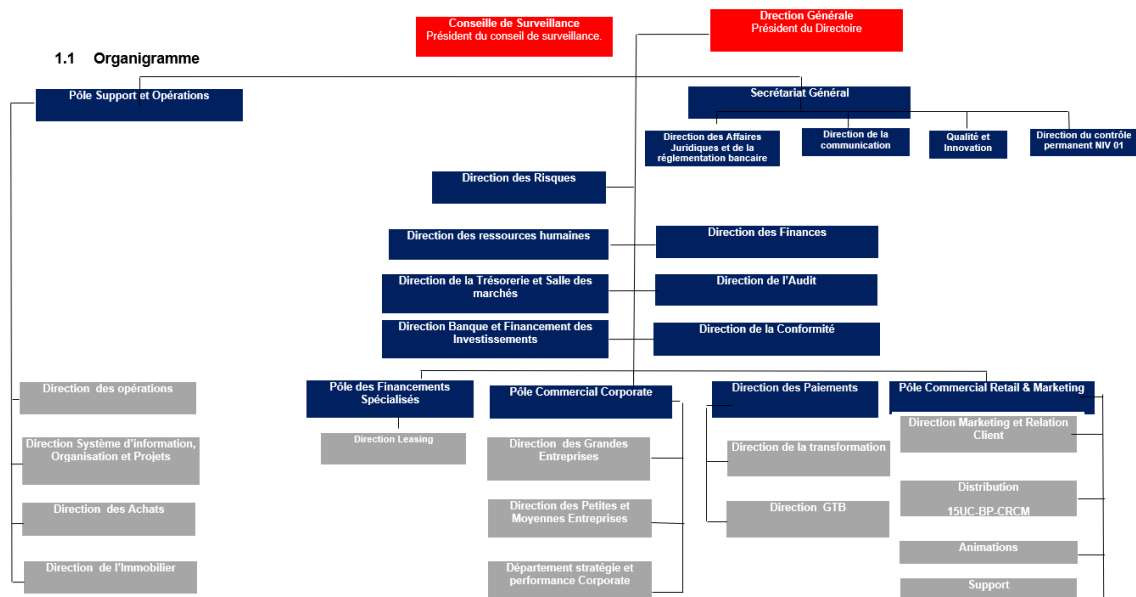 Conseille de Surveillance
Président du conseil de surveillance.
Drection Générale
Président du Directoire
1.1 Organigramme
Pôle Support et Opérations
Secrétariat Général
Direction des Affaires
Juridiques et de la
réglementation bancaire
Direction de la
communication
Qualité et
Innovation
Direction du contrôle
permanent NIV 01
Direction des Risques
Direction des ressources humaines
Direction des Finances
Direction de la Trésorerie et Salle des
marchés
Direction de l'Audit
Direction Banque et Financement des
Investissements
Direction de la Conformité
Direction des opérations
Pôle des Financements
Spécialisés
Pôle Commercial Corporate
Direction des Paiements
Pôle Commercial Retail & Marketing
Direction Système d'information,
Organisation et Projets
Direction Leasing
Direction des Grandes
Entreprises
Direction de la transformation
Direction Marketing et Relation
Client
Direction des Achats
Direction des Petites et
Moyennes Entreprises
Direction GTB
Distribution
15UC-BP-CRCM
Direction de l'Immobilier
Département stratégie et
performance Corporate
Animations
Support